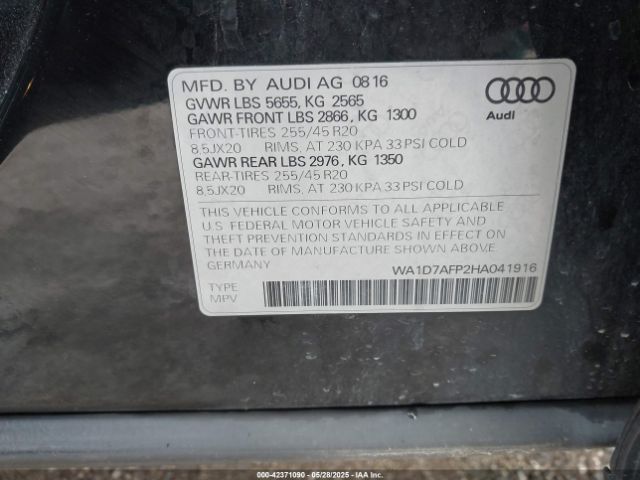 MFD. BY AUDI AG 08 16
GVWR LBS 5655, KG 2565
GAWR FRONT LBS 2866, KG 1300
FRONT-TIRES 255/45 R20
8.5JX20 RIMS, AT 230 KPA 33 PSI COLD
GAWR REAR LBS 2976, KG 1350
REAR-TIRES 255/45 R20
8.5JX20 RIMS, AT 230 KPA 33 PSI COLD
Audi
THIS VEHICLE CONFORMS TO ALL APPLICABLE
U.S. FEDERAL MOTOR VEHICLE SAFETY AND
THEFT PREVENTION STANDARDS IN EFFECT ON
THE DATE OF MANUFACTURE SHOWN ABOVE.
GERMANY
WA1D7AFP2HA041916
TYPE
MPV
000-42371090 - 05/28/2025 - COPYRIGHT IAA, LLC